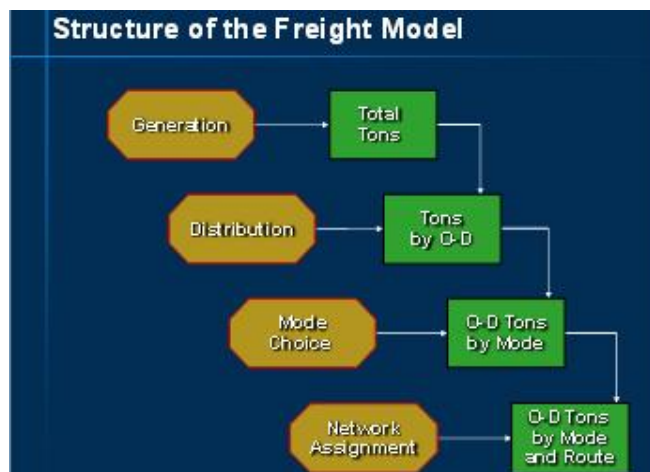 Structure of the Freight Model
Generation
Total
Tons
Distribution
Tons
by O-D
Mode
Choice
O-D Tons
by Mode
Network
Assignment
O-D Tons
by Mode
and Route